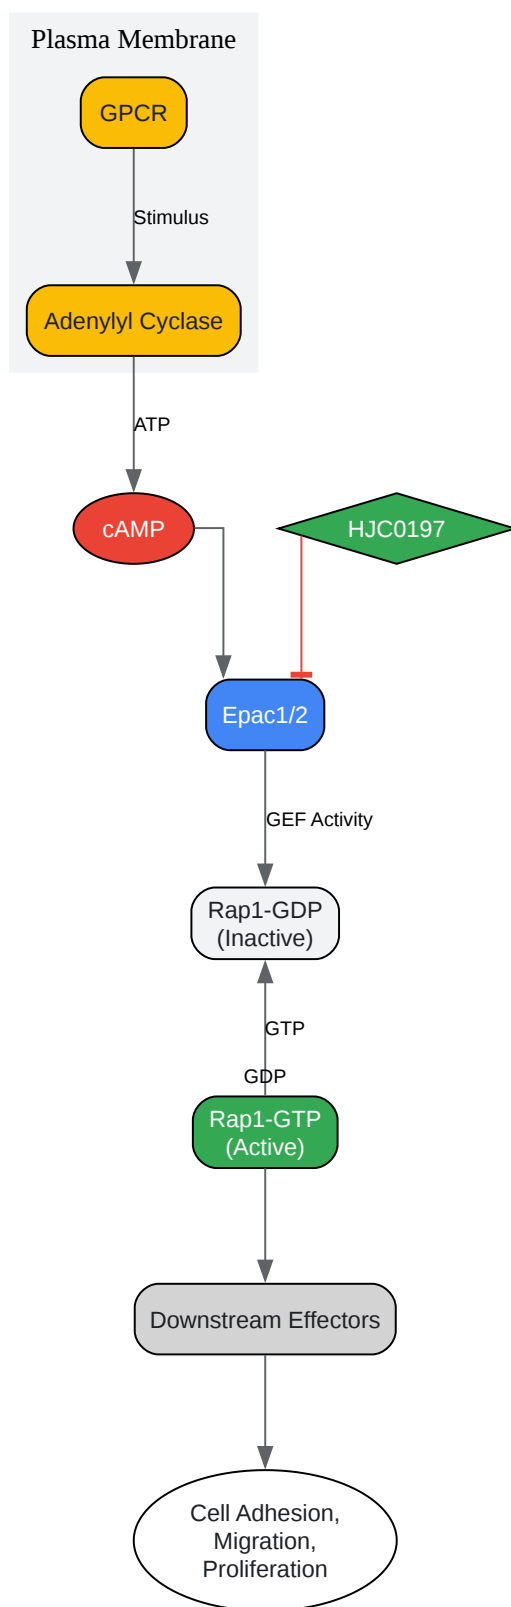 Plasma Membrane
GPCR
Stimulus
Adenylyl Cyclase
ATP
cAMP
HJC0197
Epac1/2
GEF Activity
Rap1-GDP
(Inactive)
GTP
GDP
Rap1-GTP
(Active)
Downstream Effectors
Cell Adhesion,
Migration,
Proliferation